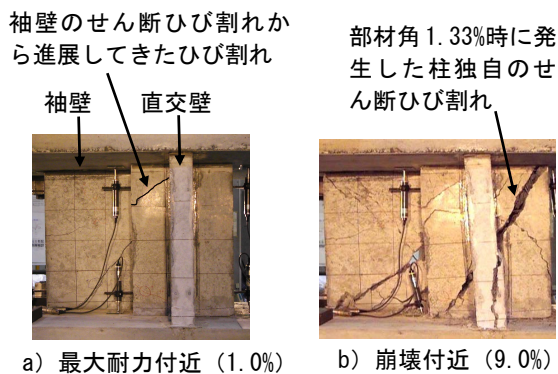 袖壁のせん断ひび割れか
ら進展してきたひび割れ
袖壁
直交壁
部材角 1.33%時に発
生した柱独自のせ
ん断ひび割れ
a) 最大耐力付近 (1.0%)
b) 崩壊付近 (9.0%)